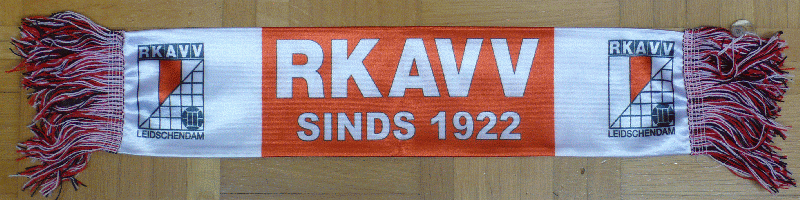 RKAVV
LEIDSCHENDAM
RKAVV
SINDS 1922
RKAVV
LEIDSCHENDAM